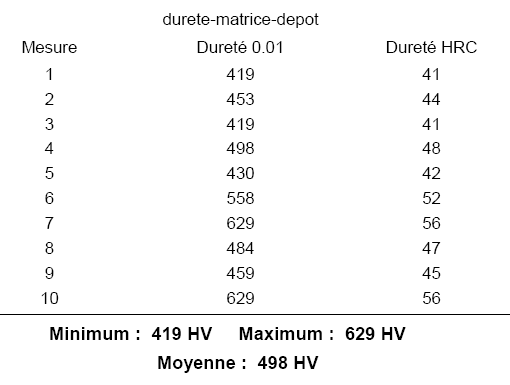 durete-matrice-depot
Mesure Dureté 0.01 Dureté HRC
1 419 41
2 453 44
3 419 41
4 498 48
5 430 42
6 558 52
7 629 56
8 484 47
9 459 45
10 629 56
Minimum : 419 HV Maximum : 629 HV
Moyenne : 498 HV